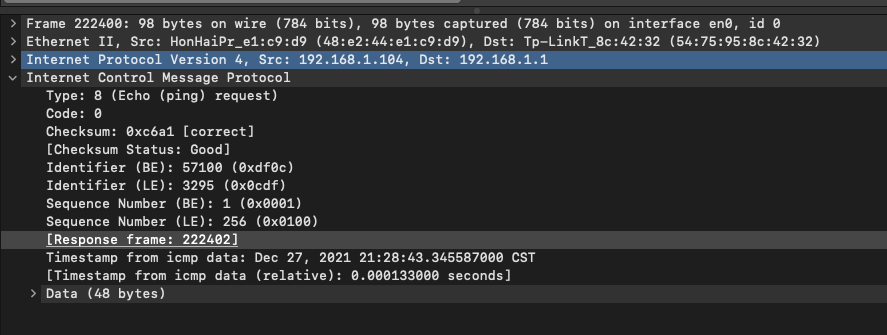 Frame 222400: 98 bytes on wire (784 bits), 98 bytes captured (784 bits) on interface en0, id 0
Ethernet II, Src: HonHaiPr_e1:c9:d9 (48:e2:44:e1:c9:d9), Dst: Tp-LinkT_8c:42:32 (54:75:95:8c:42:32)
Internet Protocol Version 4, Src: 192.168.1.104, Dst: 192.168.1.1
Internet Control Message Protocol
Type: 8 (Echo (ping) request)
Code: 0
Checksum: 0xc6a1 [correct]
[Checksum Status: Good]
Identifier (BE): 57100 (0xdf0c)
Identifier (LE): 3295 (0x0cdf)
Sequence Number (BE): 1 (0x0001)
Sequence Number (LE): 256 (0x0100)
[Response frame: 222402]
Timestamp from icmp data: Dec 27, 2021 21:28:43.345587000 CST
[Timestamp from icmp data (relative): 0.000133000 seconds]
Data (48 bytes)